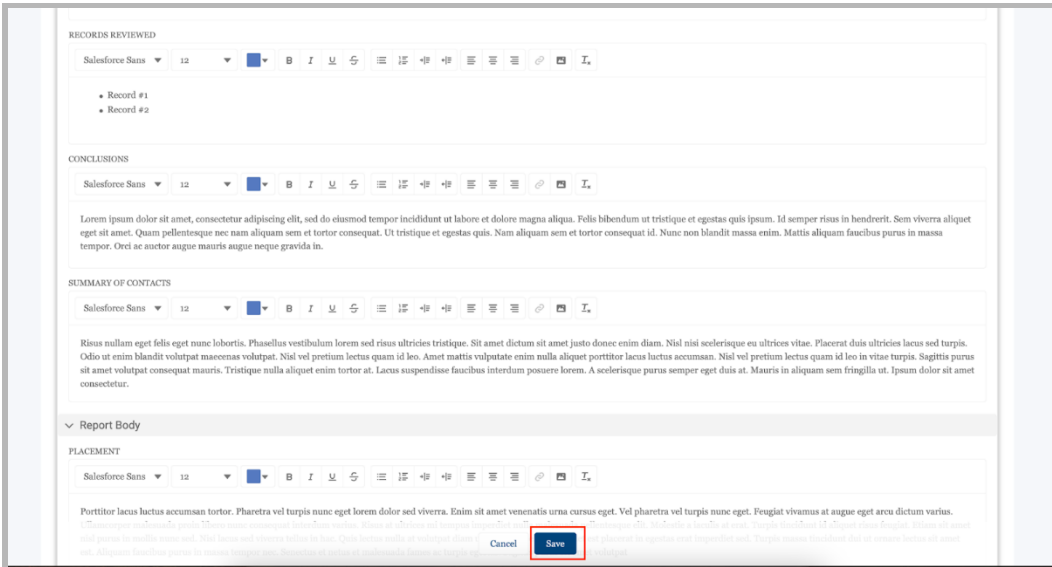 RECORDS REVIEWED
Salesforce Sans 12 B I U S
• Record #1
• Record #2
CONCLUSIONS
Salesforce Sans 12 B I U S
Lorem ipsum dolor sit amet, consectetur adipiscing elit, sed do eiusmod tempor incididunt ut labore et dolore magna aliqua. Felis bibendum ut tristique et egestas quis ipsum. Id semper risus in hendrerit. Sem viverra aliquet
eget sit amet. Quam pellentesque nec nam aliquam sem et tortor consequat. Ut tristique et egestas quis. Nam aliquam sem et tortor consequat id. Nunc non blandit massa enim. Mattis aliquam faucibus purus in massa
tempor. Orci ac auctor augue mauris augue neque gravida in.
SUMMARY OF CONTACTS
Salesforce Sans 12 B I U S
Risus nullam eget felis eget nunc lobortis. Phasellus vestibulum lorem sed risus ultricies tristique. Sit amet dictum sit amet justo donec enim diam. Nisl nisi scelerisque eu ultrices vitae. Placerat duis ultricies lacus sed turpis.
Odio ut enim blandit volutpat maecenas volutpat. Nisl vel pretium lectus quam id leo. Amet mattis vulputate enim nulla aliquet porttitor lacus luctus accumsan. Nisl vel pretium lectus quam id leo in vitae turpis. Sagittis purus
sit amet volutpat consequat mauris. Tristique nulla aliquet enim tortor at. Lacus suspendisse faucibus interdum posuere lorem. A scelerisque purus semper eget duis at. Mauris in aliquam sem fringilla ut. Ipsum dolor sit amet
consectetur.
Report Body
PLACEMENT
Salesforce Sans 12 B I U S
Porttitor lacus luctus accumsan tortor. Pharetra vel turpis nunc eget lorem dolor sed viverra. Enim sit amet venenatis urna cursus eget. Vel pharetra vel turpis nunc eget. Feugiat vivamus at augue eget arcu dictum varius.
Cancel Save